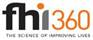 fhi360
THE SCIENCE OF IMPROVING LIVES